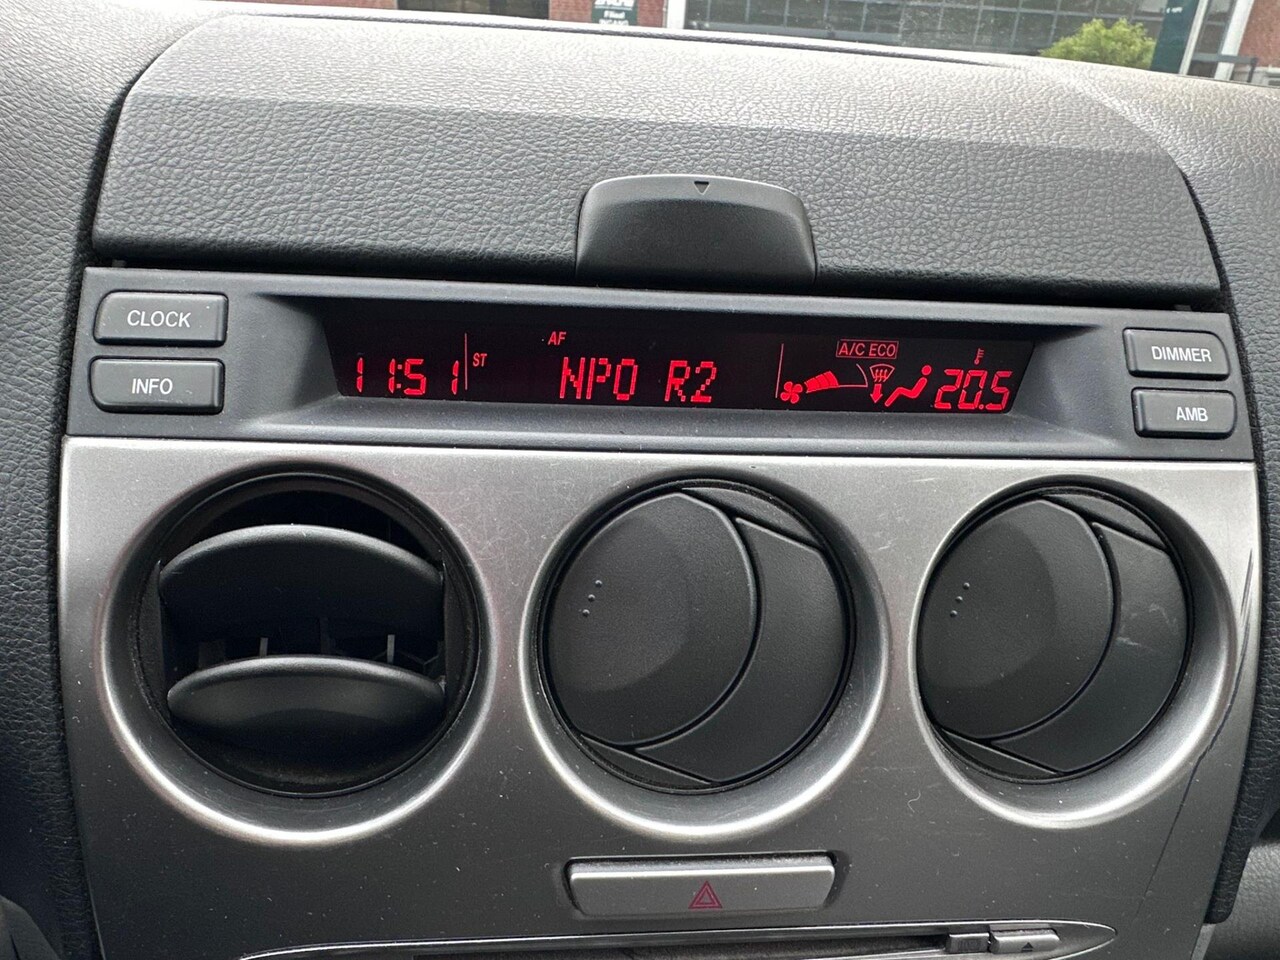 CLOCK
INFO
11:51
ST
AF
NPO R2
A/C ECO
20.5
DIMMER
AMB